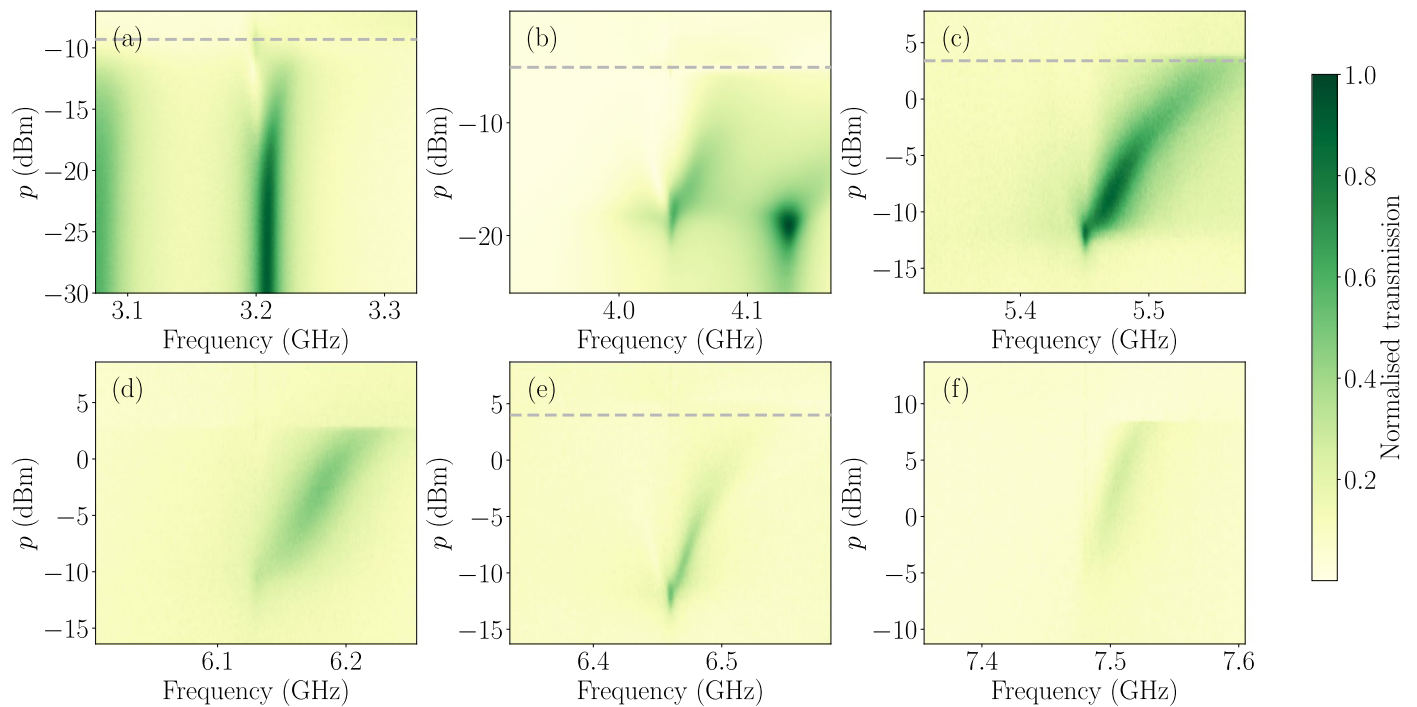 (a)
−10
−15
−20
−25
−30
p (dBm)
3.1 3.2 3.3
Frequency (GHz)
(b)
−10
−20
p (dBm)
4.0 4.1
Frequency (GHz)
(c)
5
0
−5
−10
−15
p (dBm)
5.4 5.5
Frequency (GHz)
(d)
5
0
−5
−10
−15
p (dBm)
6.1 6.2
Frequency (GHz)
(e)
5
0
−5
−10
−15
p (dBm)
6.4 6.5
Frequency (GHz)
(f)
10
5
0
−5
−10
p (dBm)
7.4 7.5 7.6
Frequency (GHz)
1.0
0.8
0.6
0.4
0.2
Normalised transmission